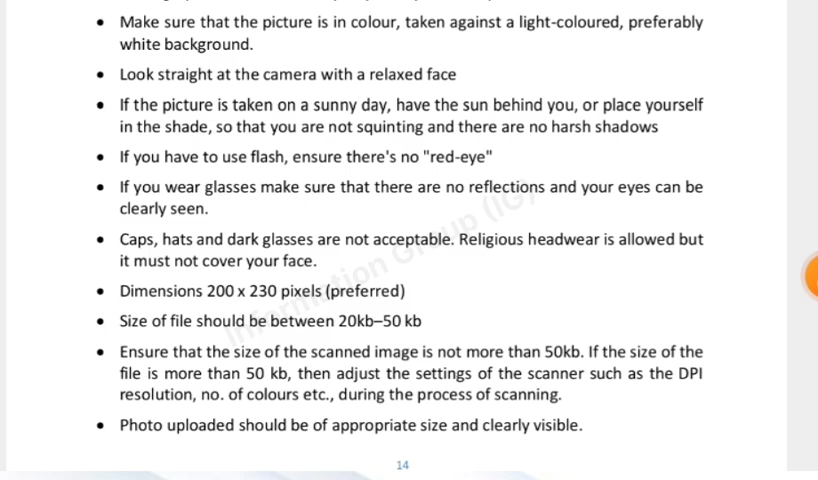 • Make sure that the picture is in colour, taken against a light-coloured, preferably
white background.
• Look straight at the camera with a relaxed face
• If the picture is taken on a sunny day, have the sun behind you, or place yourself
in the shade, so that you are not squinting and there are no harsh shadows
• If you have to use flash, ensure there's no "red-eye"
• If you wear glasses make sure that there are no reflections and your eyes can be
clearly seen.
• Caps, hats and dark glasses are not acceptable. Religious headwear is allowed but
it must not cover your face.
• Dimensions 200 x 230 pixels (preferred)
• Size of file should be between 20kb–50 kb
• Ensure that the size of the scanned image is not more than 50kb. If the size of the
file is more than 50 kb, then adjust the settings of the scanner such as the DPI
resolution, no. of colours etc., during the process of scanning.
• Photo uploaded should be of appropriate size and clearly visible.
14
Information Group (IG)